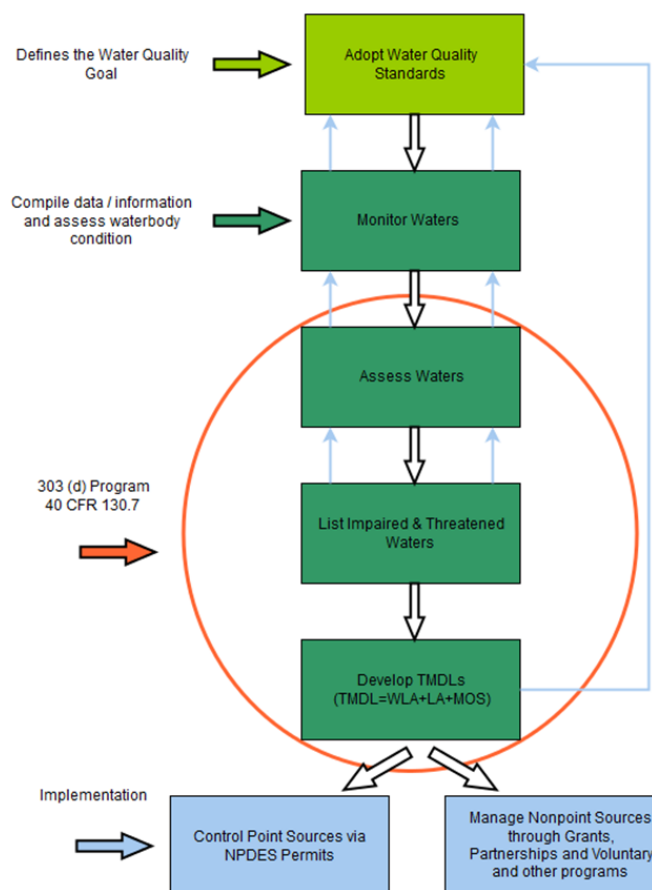 Defines the Water Quality
Goal
Adopt Water Quality
Standards
Compile data / information
and assess waterbody
condition
Monitor Waters
Assess Waters
303 (d) Program
40 CFR 130.7
List Impaired & Threatened
Waters
Develop TMDLs
(TMDL=WLA+LA+MOS)
Implementation
Control Point Sources via
NPDES Permits
Manage Nonpoint Sources
through Grants,
Partnerships and Voluntary
and other programs